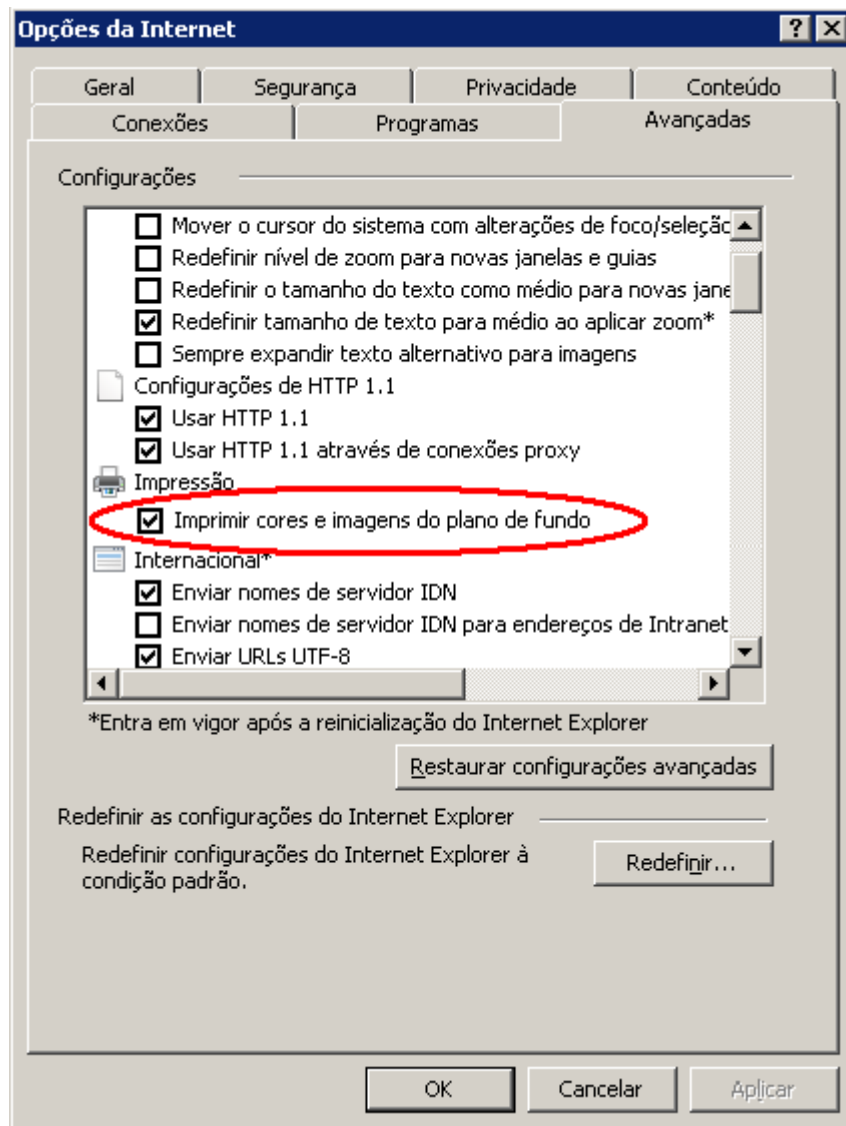 Opções da Internet
Geral Segurança Privacidade Conteúdo
Conexões Programas Avançadas
Configurações
Mover o cursor do sistema com alterações de foco/seleçã
Redefinir nível de zoom para novas janelas e guias
Redefinir o tamanho do texto como médio para novas jane
Redefinir tamanho de texto para médio ao aplicar zoom*
Sempre expandir texto alternativo para imagens
Configurações de HTTP 1.1
Usar HTTP 1.1
Usar HTTP 1.1 através de conexões proxy
Impressão
Imprimir cores e imagens do plano de fundo
Internacional*
Enviar nomes de servidor IDN
Enviar nomes de servidor IDN para endereços de Intranet
Enviar URLs UTF-8
*Entra em vigor após a reinicialização do Internet Explorer
Restaurar configurações avançadas
Redefinir as configurações do Internet Explorer
Redefinir configurações do Internet Explorer à
condição padrão.
Redefinir...
OK Cancelar Aplicar